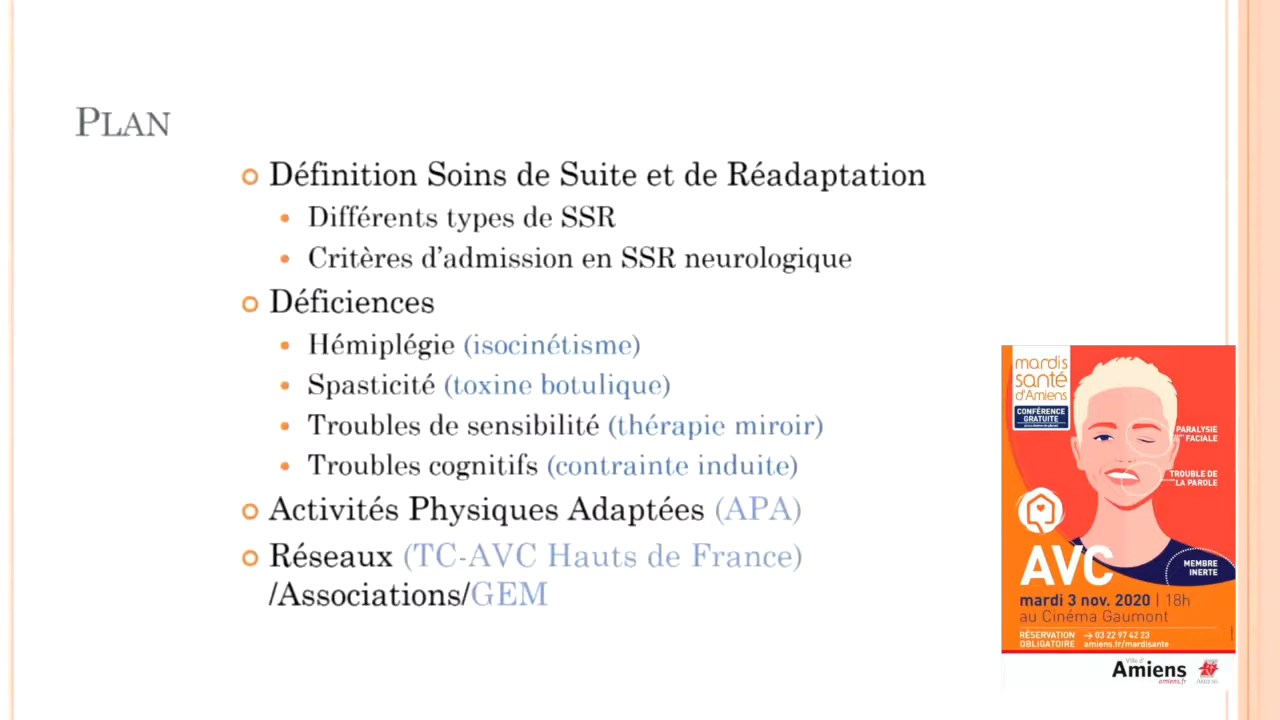 PLAN
Définition Soins de Suite et de Réadaptation
Différents types de SSR
Critères d'admission en SSR neurologique
Déficiences
Hémiplégie (isocinétisme)
Spasticité (toxine botulique)
Troubles de sensibilité (thérapie miroir)
Troubles cognitifs (contrainte induite)
Activités Physiques Adaptées (APA)
Réseaux (TC-AVC Hauts de France)
/Associations/GEM
mardis
santé
d'Amiens
CONFÉRENCE
GRATUITE
PARALYSIE
FACIALE
TROUBLE DE
LA PAROLE
AVC
MEMBRE
INERTE
mardi 3 nov. 2020 | 18h
au Cinéma Gaumont
RÉSERVATION → 03 22 97 42 23
OBLIGATOIRE amiens.fr/mardisante
Ville d'
Amiens
amiens.fr